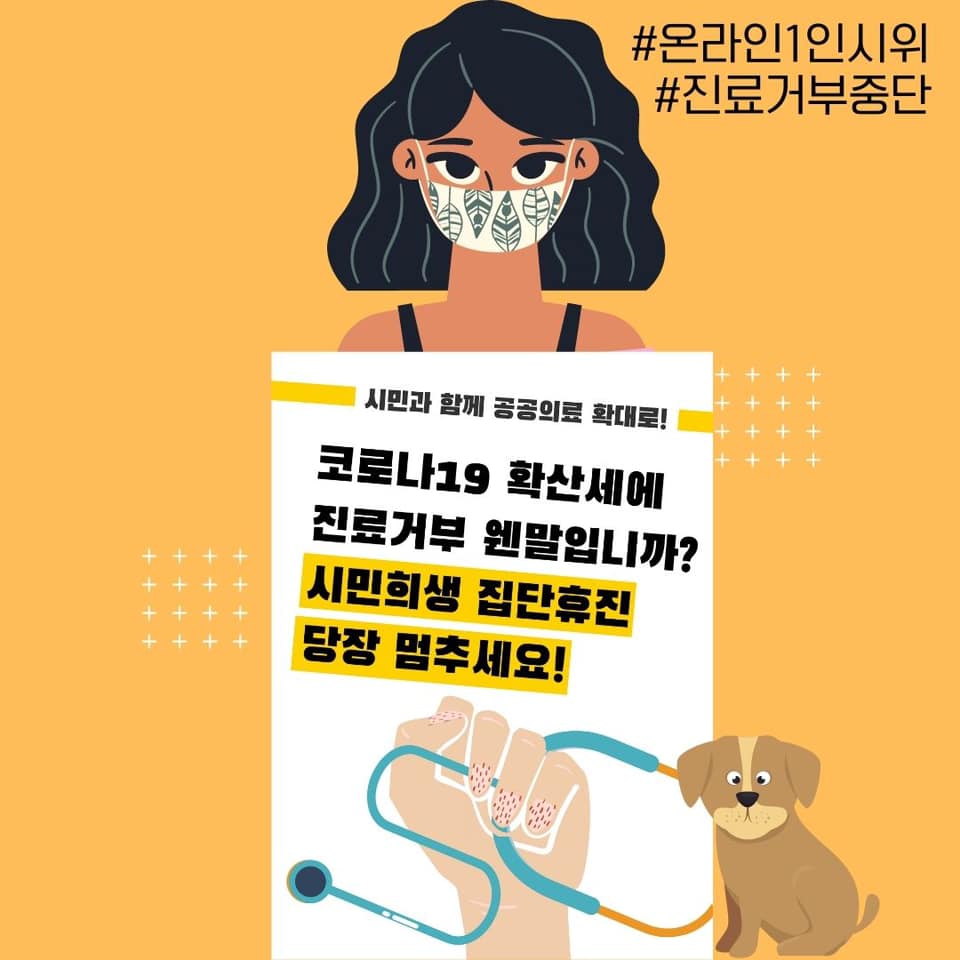 #온라인1인시위
#진료거부중단
시민과 함께 공공의료 확대로!
코로나19 확산세에
진료거부 웬말입니까?
시민희생 집단휴진
당장 멈추세요!